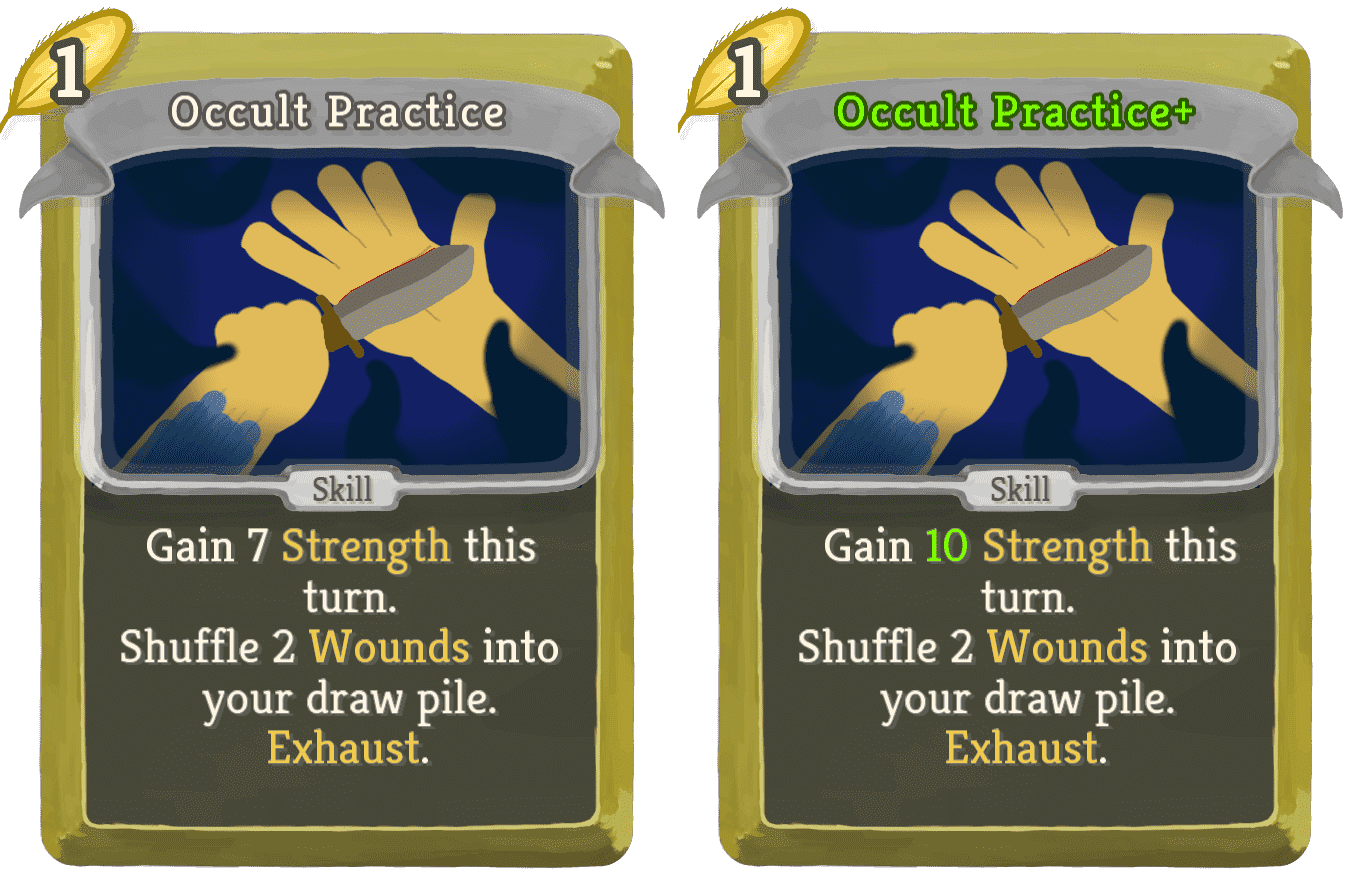 1
Occult Practice
Skill
Gain 7 Strength this
turn.
Shuffle 2 Wounds into
your draw pile.
Exhaust.
1
Occult Practice+
Skill
Gain 10 Strength this
turn.
Shuffle 2 Wounds into
your draw pile.
Exhaust.